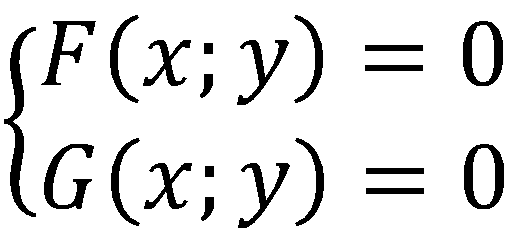 F(x; y) = 0
G(x; y) = 0